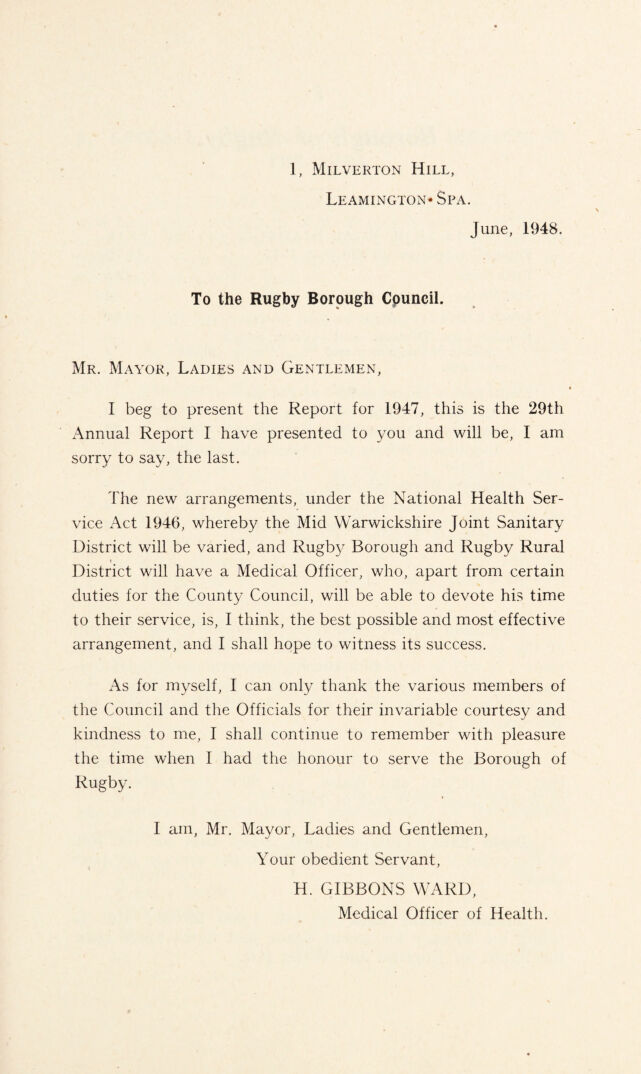 1, Milverton Hill,
Leamington Spa.
June, 1948.
To the Rugby Borough Council.
Mr. Mayor, Ladies and Gentlemen,
I beg to present the Report for 1947, this is the 29th
Annual Report I have presented to you and will be, I am
sorry to say, the last.
The new arrangements, under the National Health Ser-
vice Act 1946, whereby the Mid Warwickshire Joint Sanitary
District will be varied, and Rugby Borough and Rugby Rural
District will have a Medical Officer, who, apart from certain
duties for the County Council, will be able to devote his time
to their service, is, I think, the best possible and most effective
arrangement, and I shall hope to witness its success.
As for myself, I can only thank the various members of
the Council and the Officials for their invariable courtesy and
kindness to me, I shall continue to remember with pleasure
the time when I had the honour to serve the Borough of
Rugby.
I am, Mr. Mayor, Ladies and Gentlemen,
Your obedient Servant,
H. GIBBONS WARD,
Medical Officer of Health.